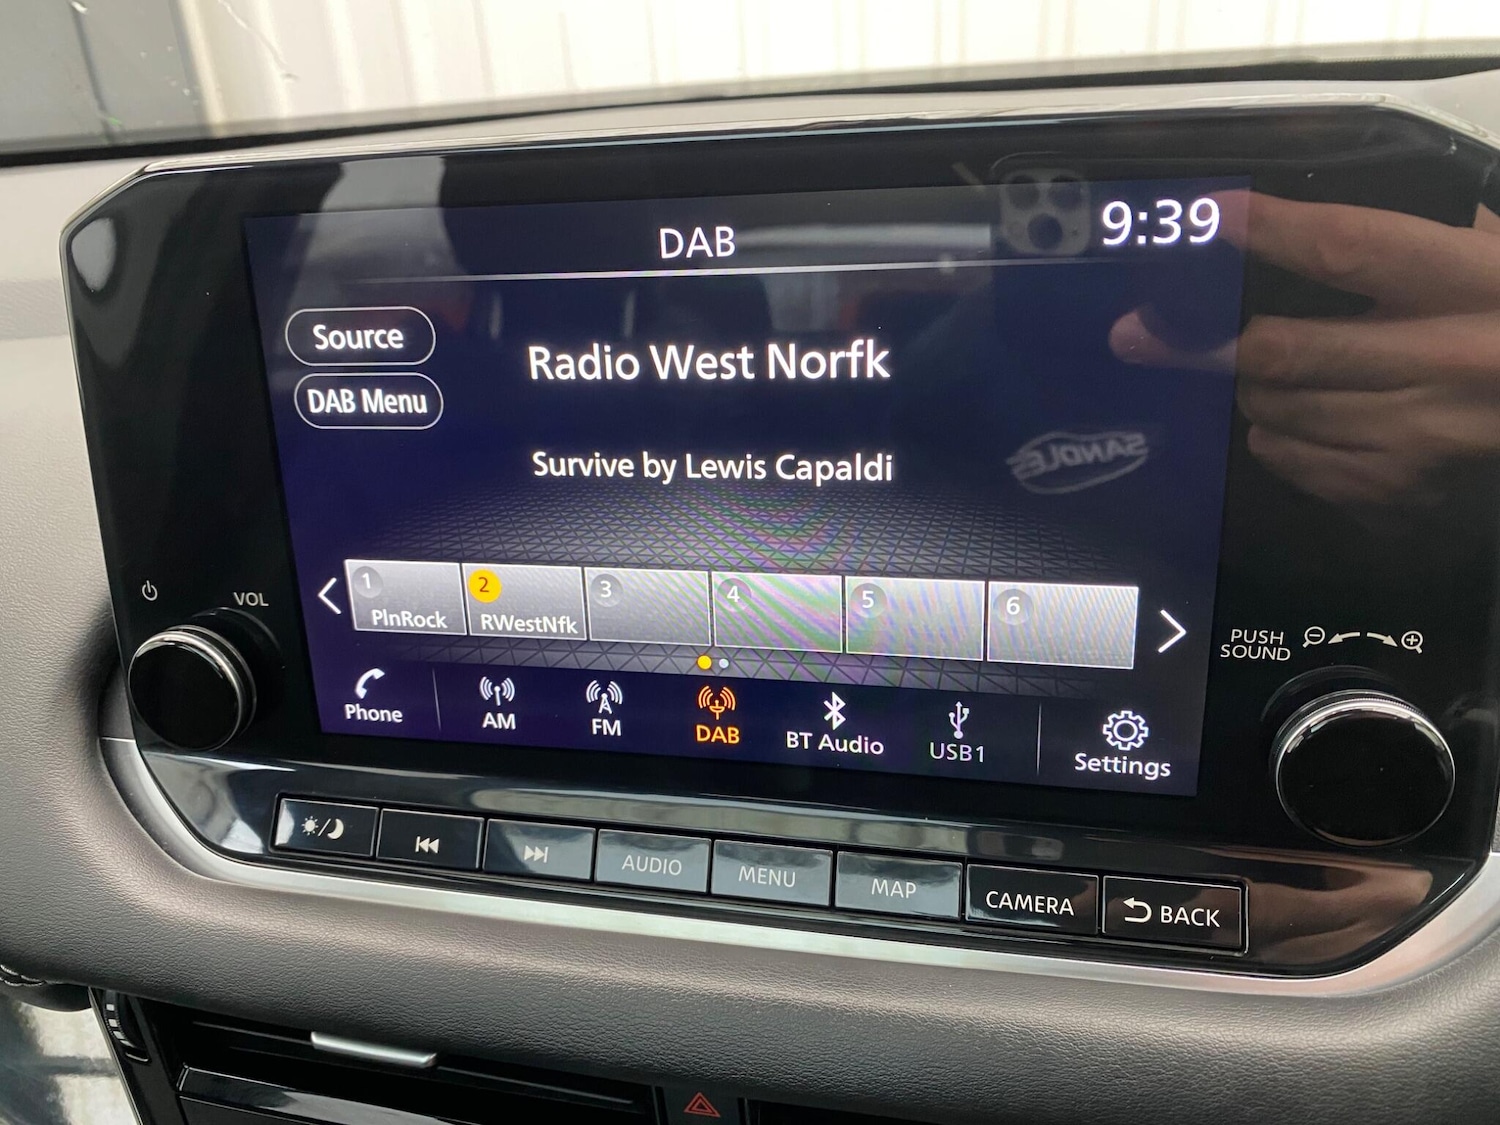 DAB
9:39
Source
Radio West Norfk
DAB Menu
Survive by Lewis Capaldi
SANDLES
1
PlnRock
2
RWestNfk
3
4
5
6
VOL
PUSH
SOUND
Phone
AM
FM
DAB
BT Audio
USB1
Settings
AUDIO
MENU
MAP
CAMERA
BACK